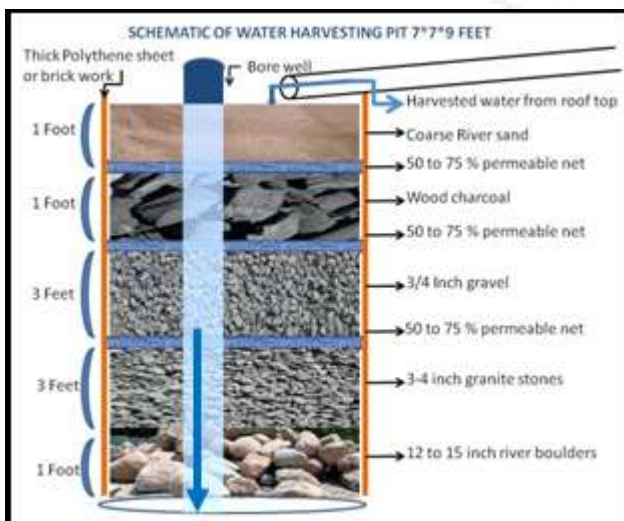 SCHEMATIC OF WATER HARVESTING PIT 7*7*9 FEET
Thick Polythene sheet
or brick work
Bore well
Harvested water from roof top
1 Foot
Coarse River sand
50 to 75 % permeable net
1 Foot
Wood charcoal
50 to 75 % permeable net
3 Feet
3/4 Inch gravel
50 to 75 % permeable net
3 Feet
3-4 inch granite stones
1 Foot
12 to 15 inch river boulders